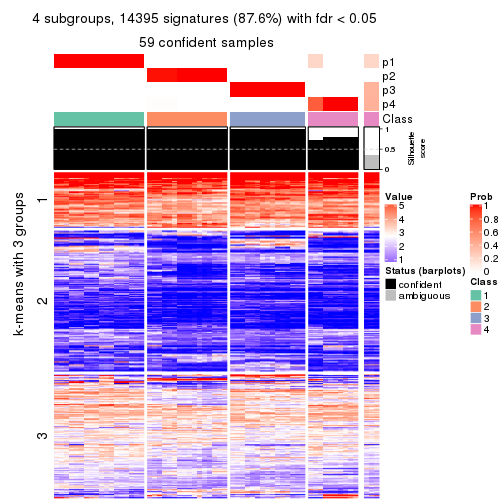 4 subgroups, 14395 signatures (87.6%) with fdr < 0.05
59 confident samples
p1
p2
p3
p4
Class
1
0.5
0
Silhouette
score
k-means with 3 groups
1
2
3
Value
5
4
3
2
1
Status (barplots)
confident
ambiguous
Prob
1
0.8
0.6
0.4
0.2
0
Class
1
2
3
4